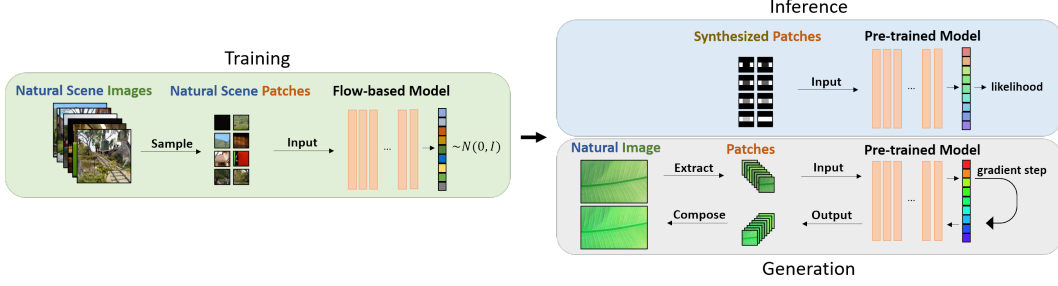 Training
Natural Scene Images
Natural Scene Patches
Flow-based Model
Sample
Input
...
~N(0, I)
Inference
Synthesized Patches
Pre-trained Model
Input
...
likelihood
Natural Image
Patches
Pre-trained Model
Extract
Input
gradient step
...
Compose
Output
Generation